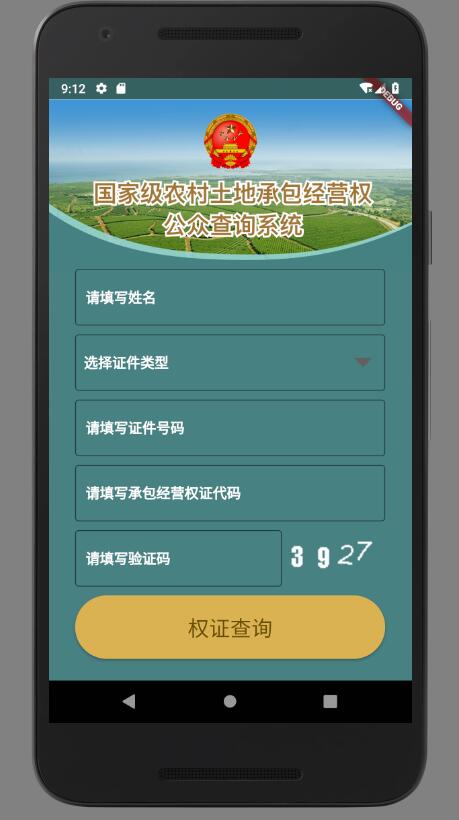 9:12
DEBUG
国家级农村土地承包经营权
公众查询系统
请填写姓名
选择证件类型
请填写证件号码
请填写承包经营权证代码
请填写验证码
3 9 2 7
权证查询